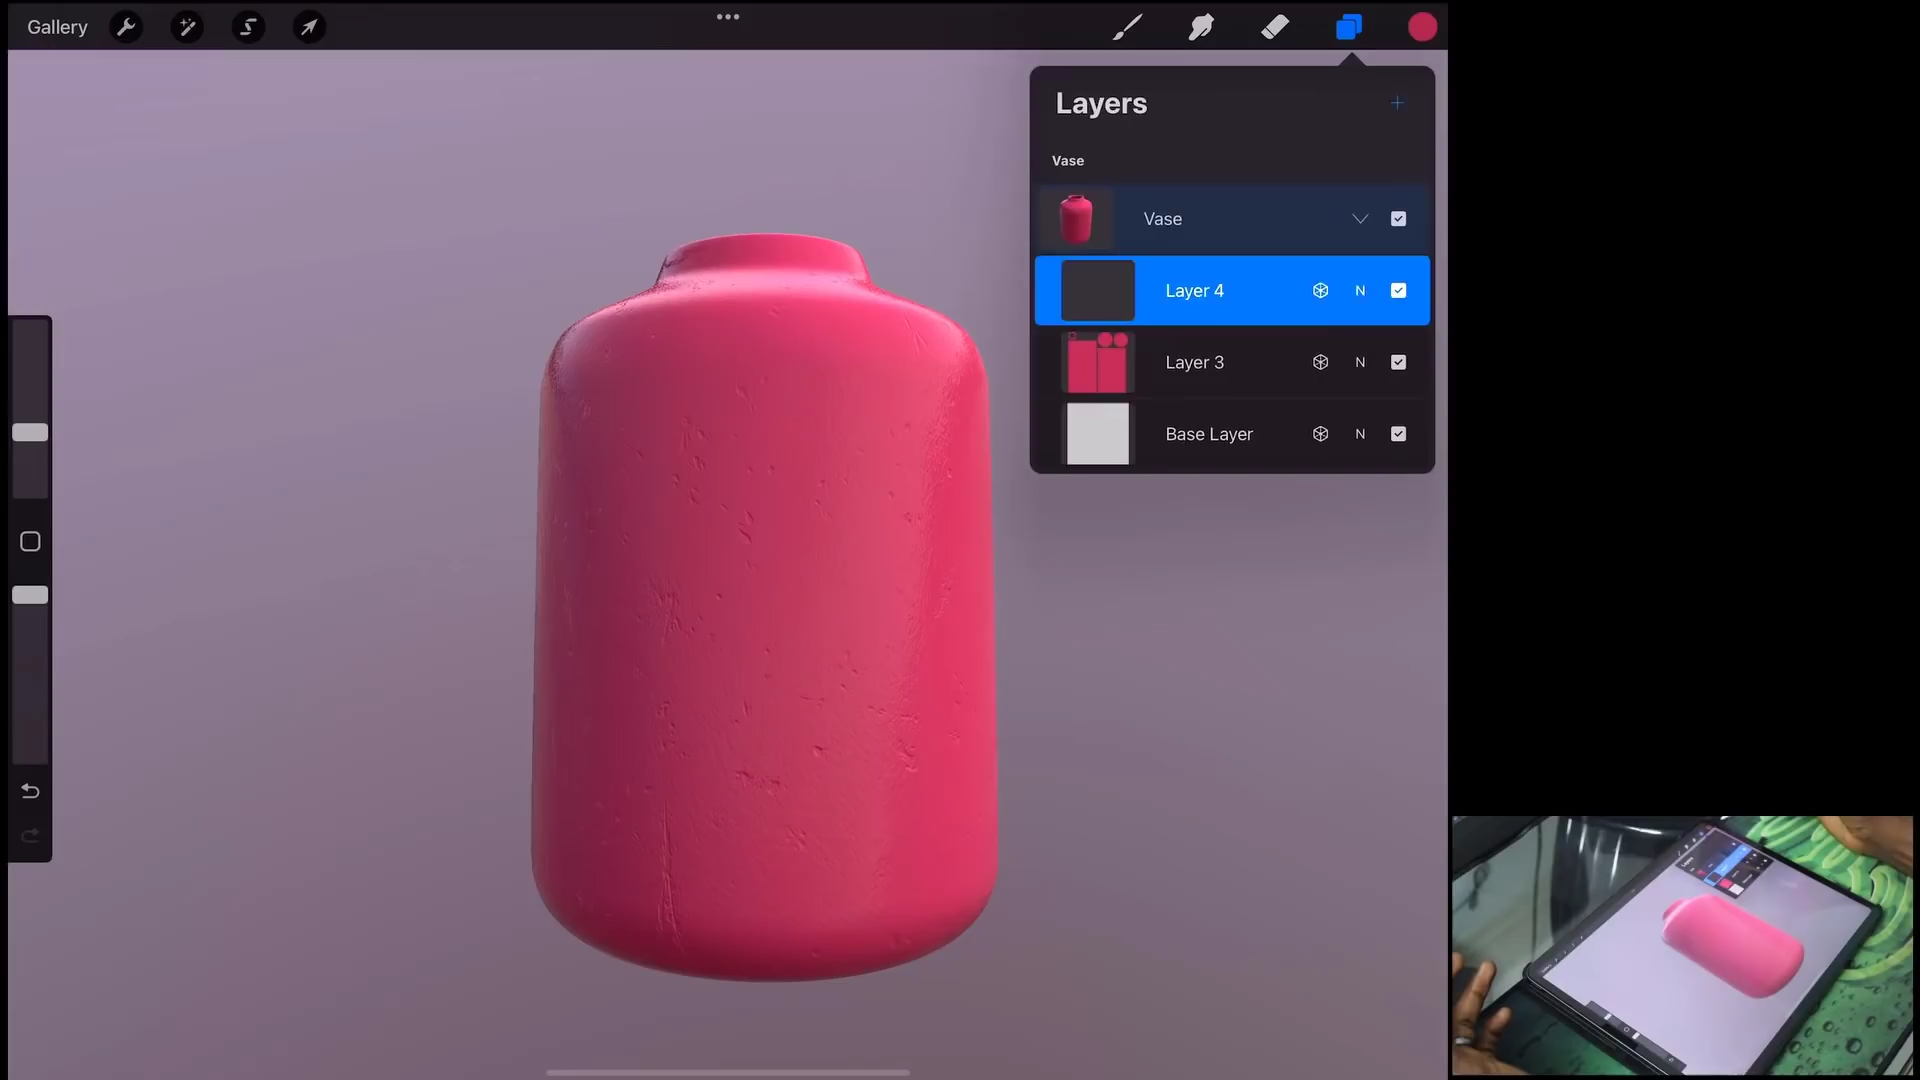 Gallery
Layers
Vase
Vase
Layer 4 N
Layer 3 N
Base Layer N